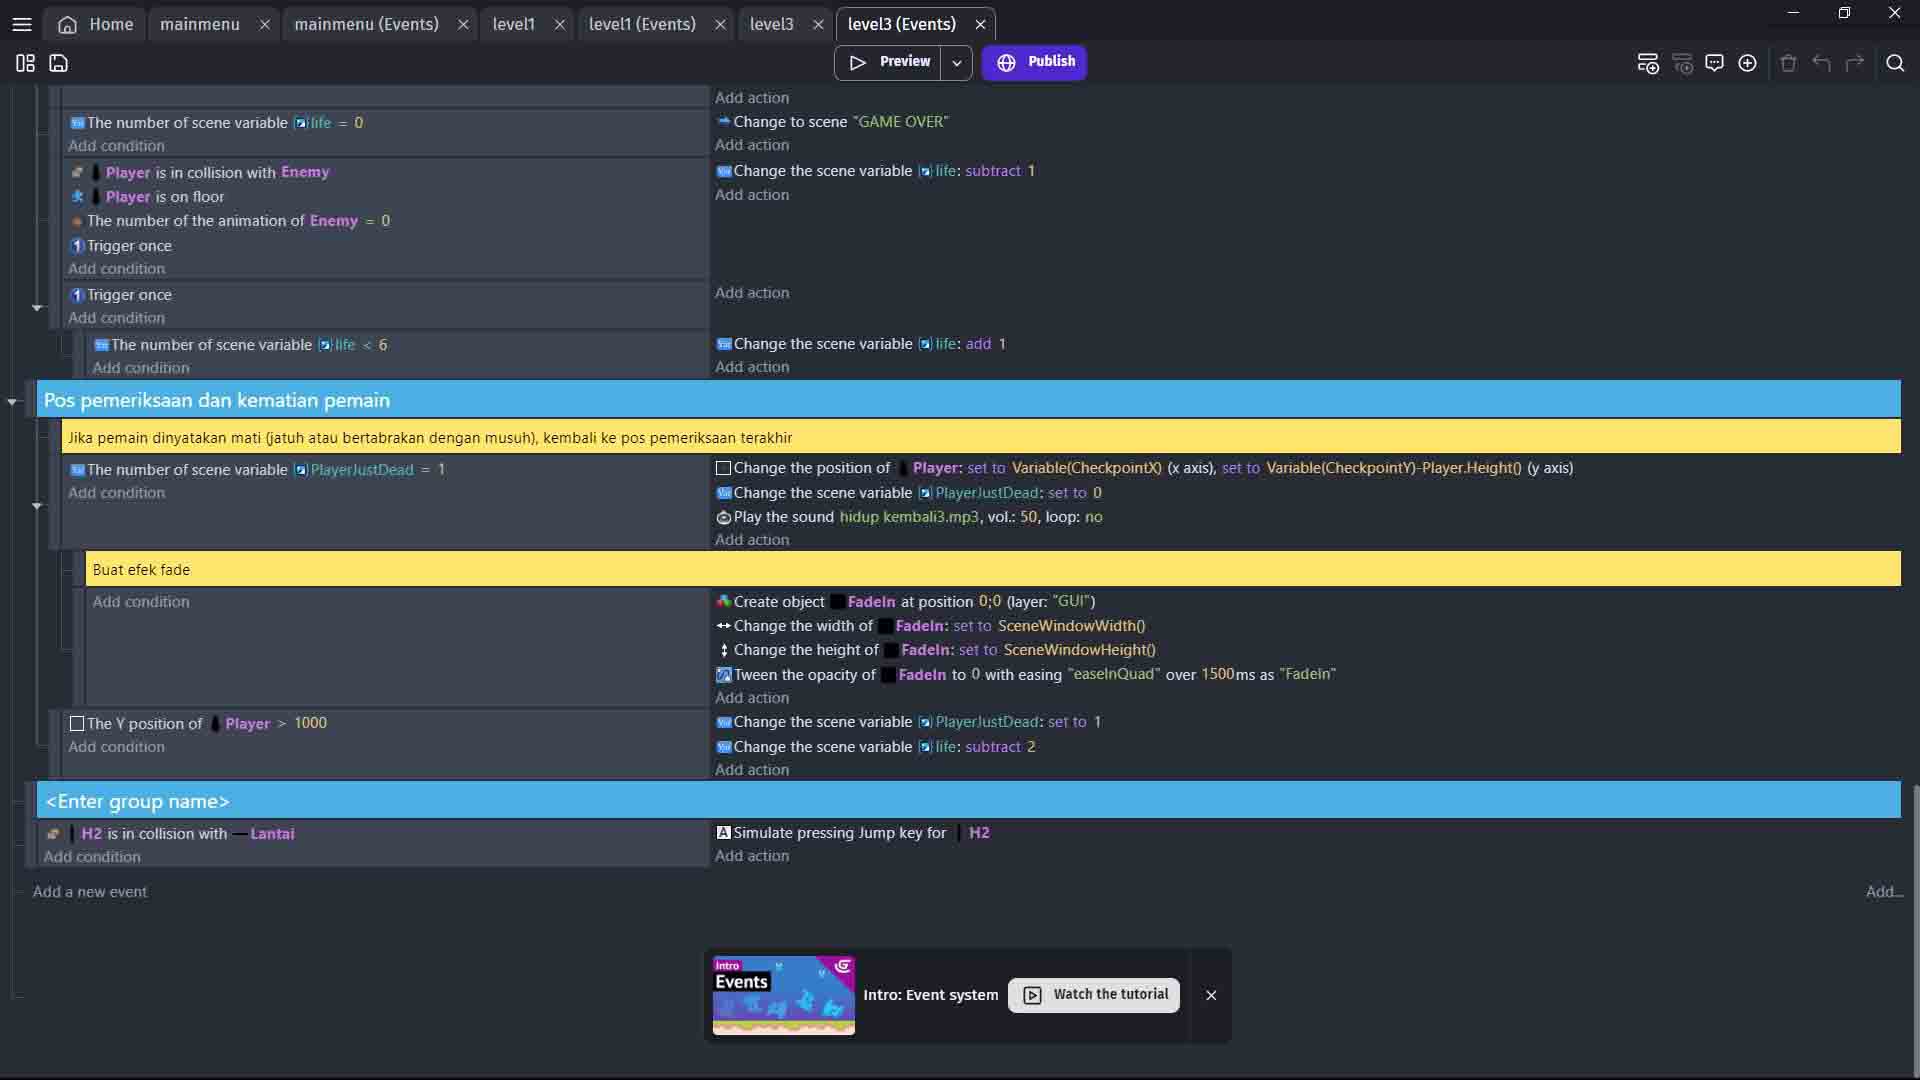 Home
mainmenu
mainmenu (Events)
level1
level1 (Events)
level3
level3 (Events)
Preview
Publish
Add action
The number of scene variable life = 0
Change to scene "GAME OVER"
Add condition
Add action
Player is in collision with Enemy
Change the scene variable life: subtract 1
Player is on floor
Add action
The number of the animation of Enemy = 0
Trigger once
Add condition
Trigger once
Add action
Add condition
The number of scene variable life < 6
Change the scene variable life: add 1
Add condition
Add action
Pos pemeriksaan dan kematian pemain
Jika pemain dinyatakan mati (jatuh atau bertabrakan dengan musuh), kembali ke pos pemeriksaan terakhir
The number of scene variable PlayerJustDead = 1
Change the position of Player: set to Variable(CheckpointX) (x axis), set to Variable(CheckpointY)-Player.Height() (y axis)
Add condition
Change the scene variable PlayerJustDead: set to 0
Play the sound hidup kembali3.mp3, vol.: 50, loop: no
Add action
Buat efek fade
Add condition
Create object FadeIn at position 0;0 (layer: "GUI")
Change the width of FadeIn: set to SceneWindowWidth()
Change the height of FadeIn: set to SceneWindowHeight()
Tween the opacity of FadeIn to 0 with easing "easeInQuad" over 1500ms as "FadeIn"
Add action
The Y position of Player > 1000
Change the scene variable PlayerJustDead: set to 1
Add condition
Change the scene variable life: subtract 2
Add action
<Enter group name>
H2 is in collision with Lantai
Simulate pressing Jump key for H2
Add condition
Add action
Add a new event
Add...
Intro
Events
Intro: Event system
Watch the tutorial